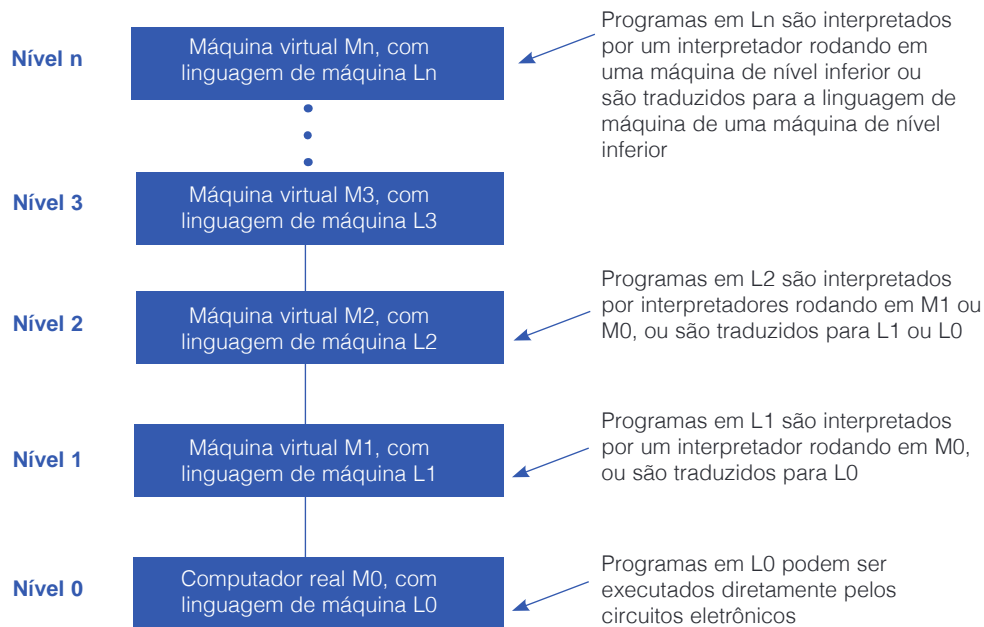 Nível n
Máquina virtual Mn, com
linguagem de máquina Ln
Programas em Ln são interpretados
por um interpretador rodando em
uma máquina de nível inferior ou
são traduzidos para a linguagem de
máquina de uma máquina de nível
inferior
Nível 3
Máquina virtual M3, com
linguagem de máquina L3
Nível 2
Máquina virtual M2, com
linguagem de máquina L2
Programas em L2 são interpretados
por interpretadores rodando em M1 ou
M0, ou são traduzidos para L1 ou L0
Nível 1
Máquina virtual M1, com
linguagem de máquina L1
Programas em L1 são interpretados
por um interpretador rodando em M0,
ou são traduzidos para L0
Nível 0
Computador real M0, com
linguagem de máquina L0
Programas em L0 podem ser
executados diretamente pelos
circuitos eletrônicos